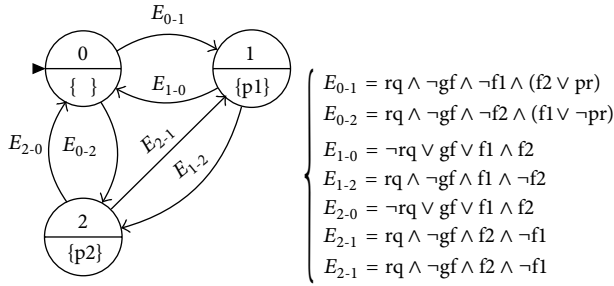 E0-1
0
1
{ }
{p1}
E1-0
E2-0
E0-2
E2-1
E1-2
2
{p2}
E0-1 = rq ∧ ¬gf ∧ ¬f1 ∧ (f2 ∨ pr)
E0-2 = rq ∧ ¬gf ∧ ¬f2 ∧ (f1 ∨ ¬pr)
E1-0 = ¬rq ∨ gf ∨ f1 ∧ f2
E1-2 = rq ∧ ¬gf ∧ f1 ∧ ¬f2
E2-0 = ¬rq ∨ gf ∨ f1 ∧ f2
E2-1 = rq ∧ ¬gf ∧ f2 ∧ ¬f1
E2-1 = rq ∧ ¬gf ∧ f2 ∧ ¬f1